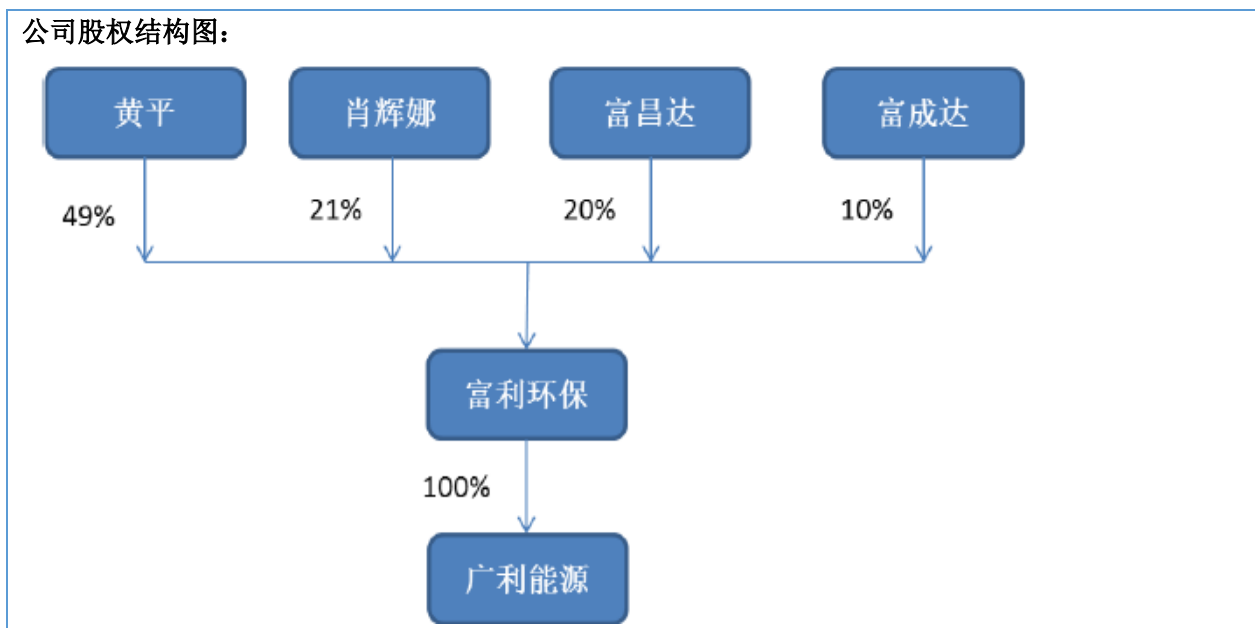 公司股权结构图：
黄平
肖辉娜
富昌达
富成达
49%
21%
20%
10%
富利环保
100%
广利能源